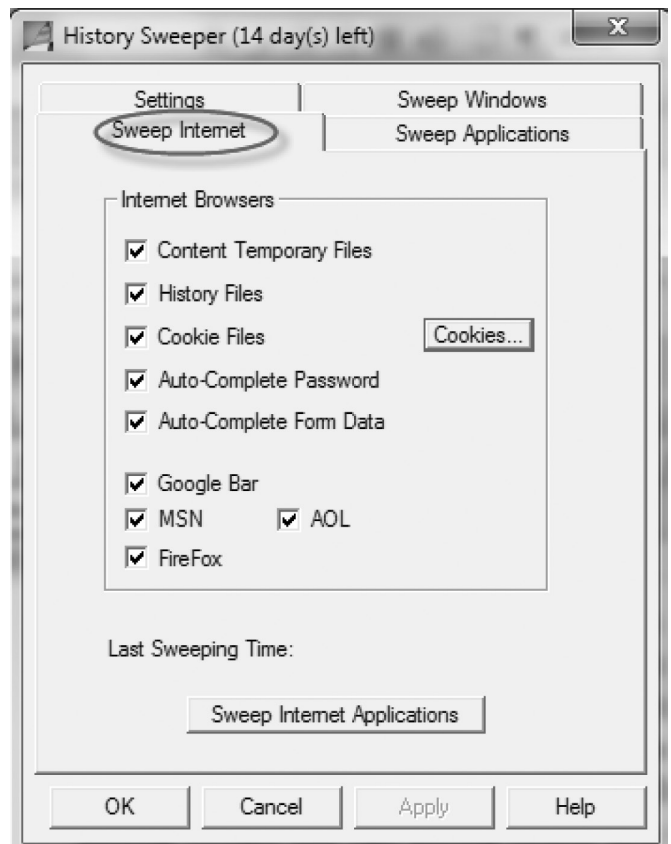 History Sweeper (14 day(s) left)
Settings
Sweep Windows
Sweep Internet
Sweep Applications
Internet Browsers
Content Temporary Files
History Files
Cookie Files
Cookies...
Auto-Complete Password
Auto-Complete Form Data
Google Bar
MSN
AOL
FireFox
Last Sweeping Time:
Sweep Internet Applications
OK
Cancel
Apply
Help